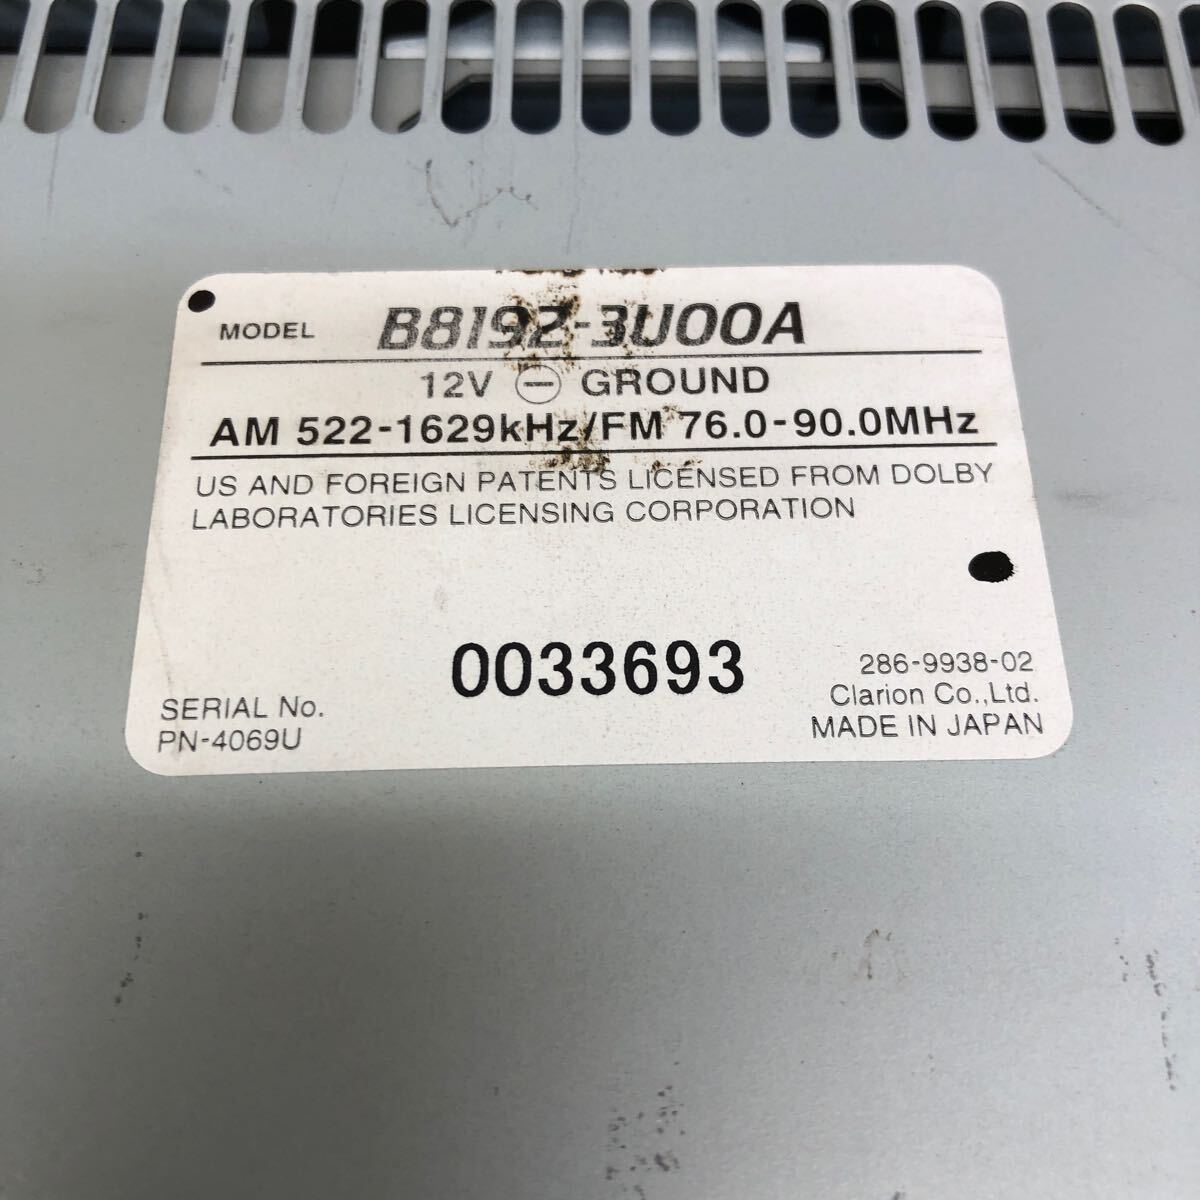 MODEL B8192-3U00A
12V ⊖ GROUND
AM 522-1629kHz/FM 76.0-90.0MHz
US AND FOREIGN PATENTS LICENSED FROM DOLBY
LABORATORIES LICENSING CORPORATION
0033693
286-9938-02
SERIAL No.
Clarion Co.,Ltd.
PN-4069U
MADE IN JAPAN